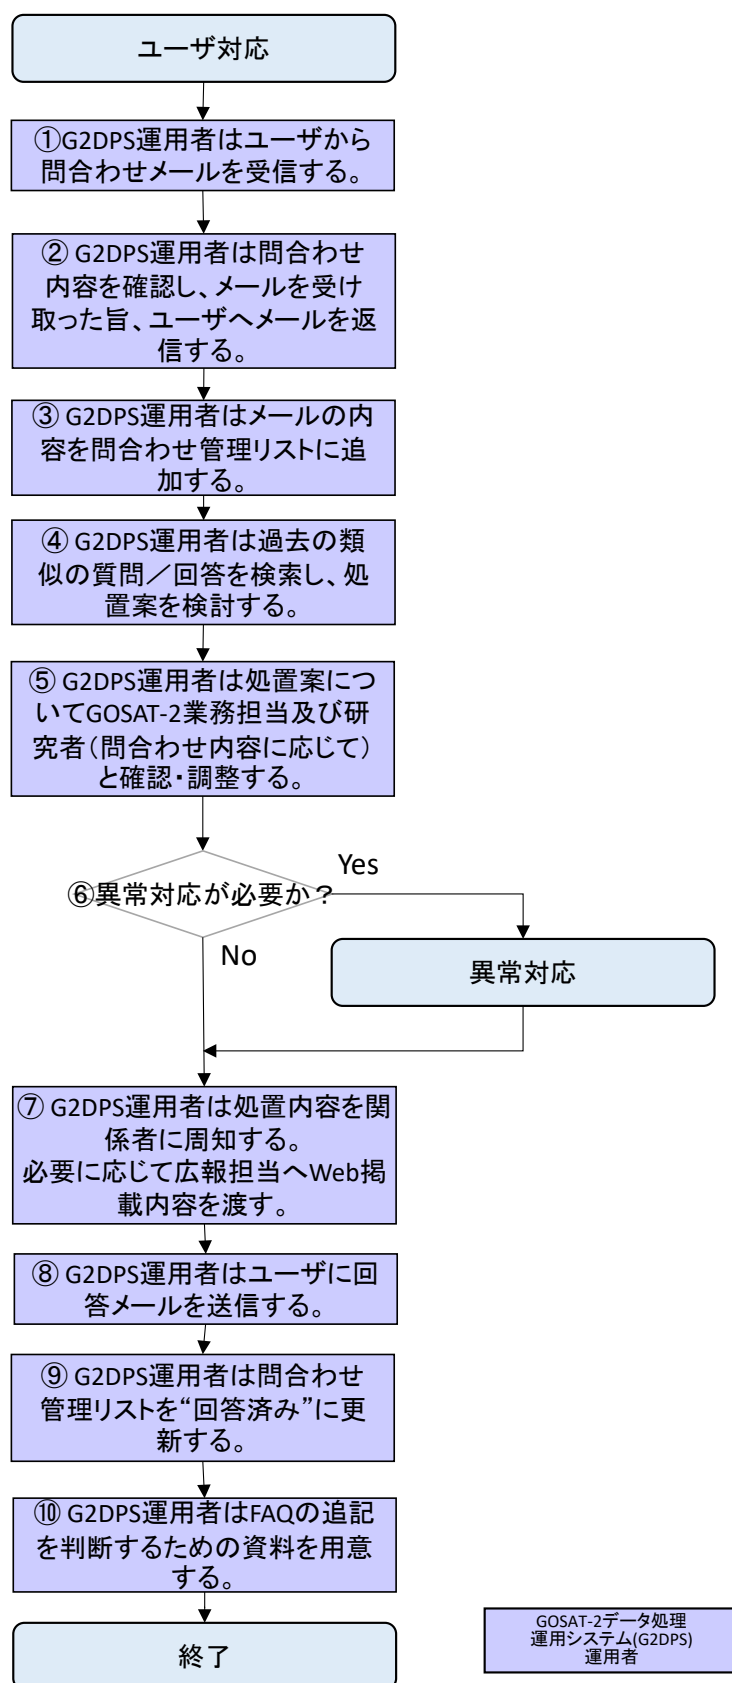 ユーザ対応
①G2DPS運用者はユーザから
問合わせメールを受信する。
② G2DPS運用者は問合わせ
内容を確認し、メールを受け
取った旨、ユーザへメールを返
信する。
③ G2DPS運用者はメールの内
容を問合わせ管理リストに追
加する。
④ G2DPS運用者は過去の類
似の質問／回答を検索し、処
置案を検討する。
⑤ G2DPS運用者は処置案につ
いてGOSAT-2業務担当及び研
究者（問合わせ内容に応じて）
と確認・調整する。
⑥異常対応が必要か？
Yes
No
異常対応
⑦ G2DPS運用者は処置内容を関
係者に周知する。
必要に応じて広報担当へWeb掲
載内容を渡す。
⑧ G2DPS運用者はユーザに回
答メールを送信する。
⑨ G2DPS運用者は問合わせ
管理リストを“回答済み”に更
新する。
⑩ G2DPS運用者はFAQの追記
を判断するための資料を用意
する。
終了
GOSAT-2データ処理
運用システム(G2DPS)
運用者